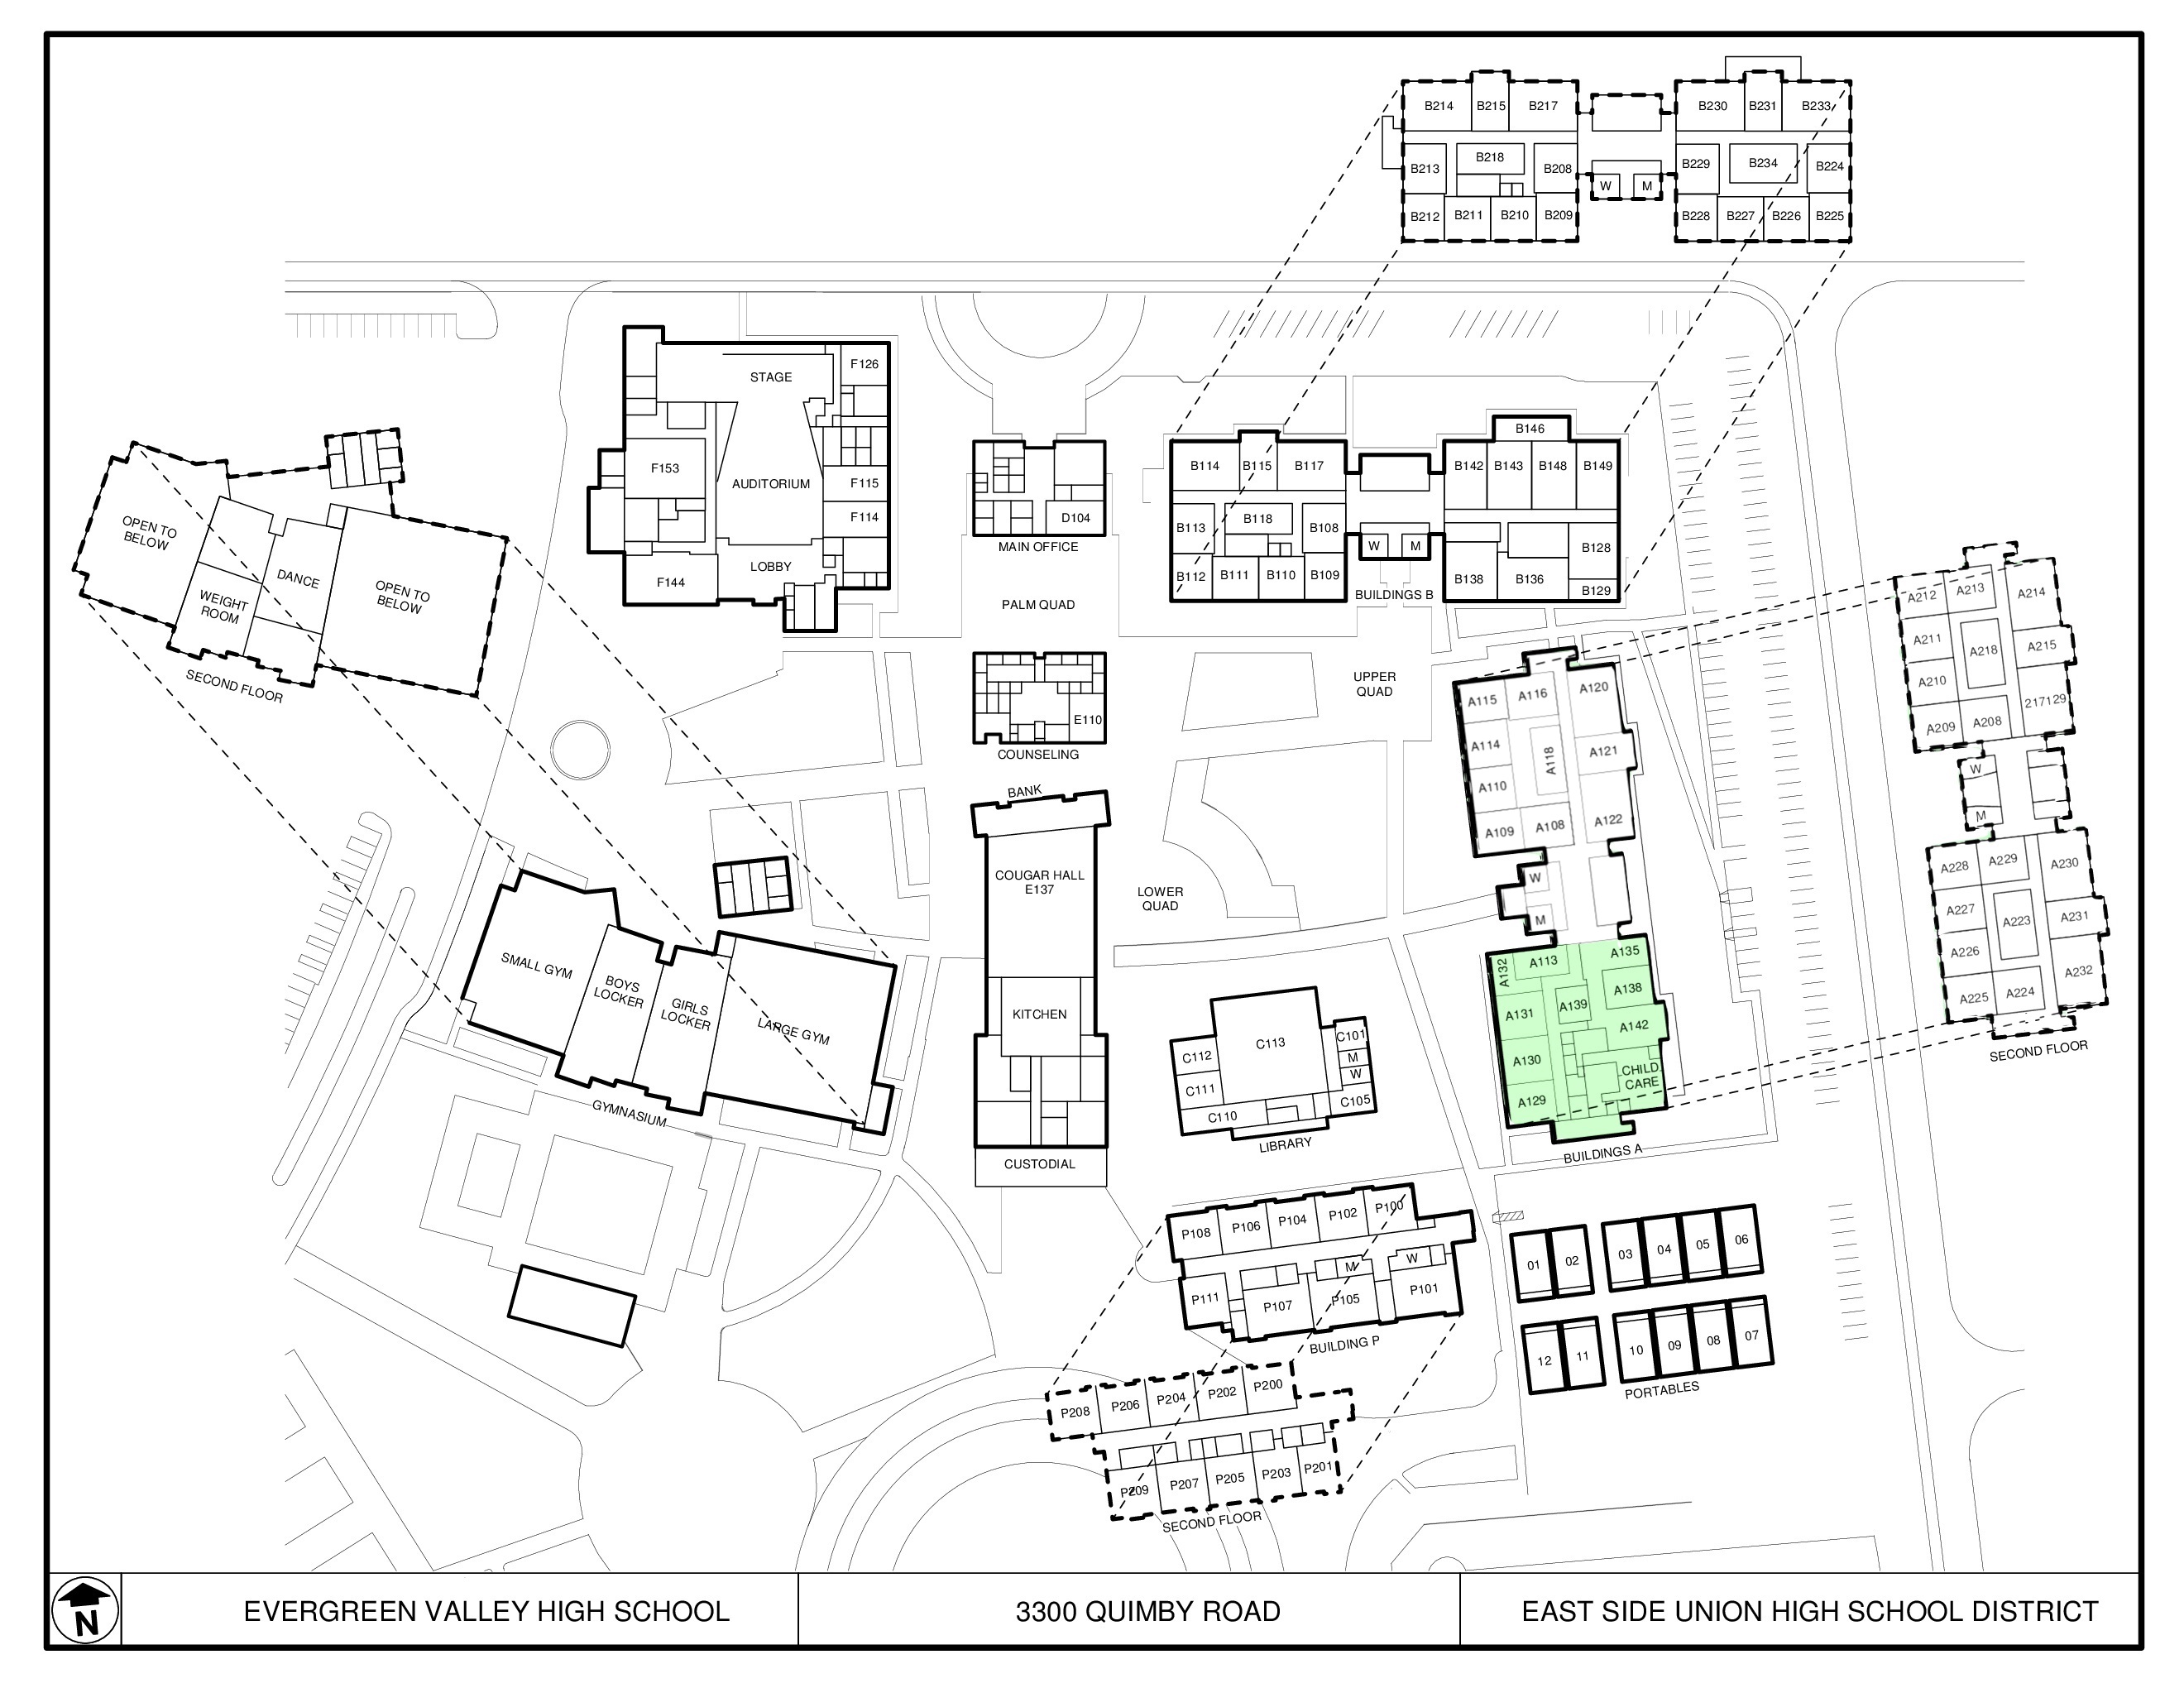 B214
B215
B217
B230
B231
B233
B213
B218
B208
B229
B234
B224
W
M
B212
B211
B210
B209
B228
B227
B226
B225
STAGE
F126
F153
AUDITORIUM
F115
F114
LOBBY
F144
D104
MAIN OFFICE
PALM QUAD
B114
B115
B117
B113
B118
B108
W
M
B112
B111
B110
B109
BUILDINGS B
B146
B142
B143
B148
B149
B128
B138
B136
B129
OPEN TO
BELOW
WEIGHT
ROOM
DANCE
OPEN TO
BELOW
SECOND FLOOR
E110
COUNSELING
UPPER
QUAD
A115
A116
A120
A114
A118
A121
A110
A109
A108
A122
W
M
A212
A213
A214
A211
A218
A215
A210
A209
A208
217129
W
M
A228
A229
A230
A227
A223
A231
A226
A225
A224
A232
SECOND FLOOR
BANK
COUGAR HALL
E137
KITCHEN
CUSTODIAL
LOWER
QUAD
SMALL GYM
BOYS
LOCKER
GIRLS
LOCKER
LARGE GYM
GYMNASIUM
A132
A113
A135
A131
A139
A138
A142
A130
CHILD
CARE
A129
BUILDINGS A
C112
C113
C101
M
W
C111
C110
C105
LIBRARY
P108
P106
P104
P102
P100
M
W
P111
P107
P105
P101
BUILDING P
01
02
03
04
05
06
12
11
10
09
08
07
PORTABLES
P208
P206
P204
P202
P200
P209
P207
P205
P203
P201
SECOND FLOOR
N
EVERGREEN VALLEY HIGH SCHOOL
3300 QUIMBY ROAD
EAST SIDE UNION HIGH SCHOOL DISTRICT